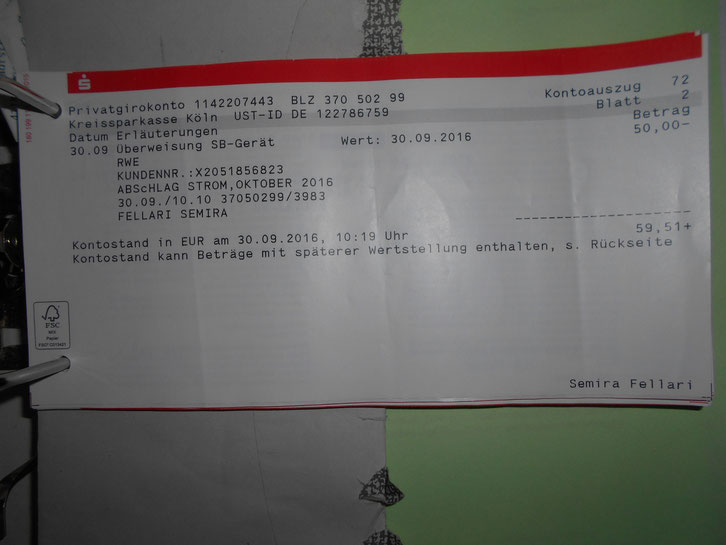 Privatgirokonto 1142207443 BLZ 370 502 99 Kontoauszug 72
Kreissparkasse Köln UST-ID DE 122786759 Blatt 2
Datum Erläuterungen Betrag
30.09 Überweisung SB-Gerät Wert: 30.09.2016 50,00-
RWE
KUNDENNR.:X2051856823
ABScHLAG STROM,OKTOBER 2016
30.09./10.10 37050299/3983
FELLARI SEMIRA
Kontostand in EUR am 30.09.2016, 10:19 Uhr 59,51+
Kontostand kann Beträge mit späterer Wertstellung enthalten, s. Rückseite
FSC
MIX
Papier
Semira Fellari